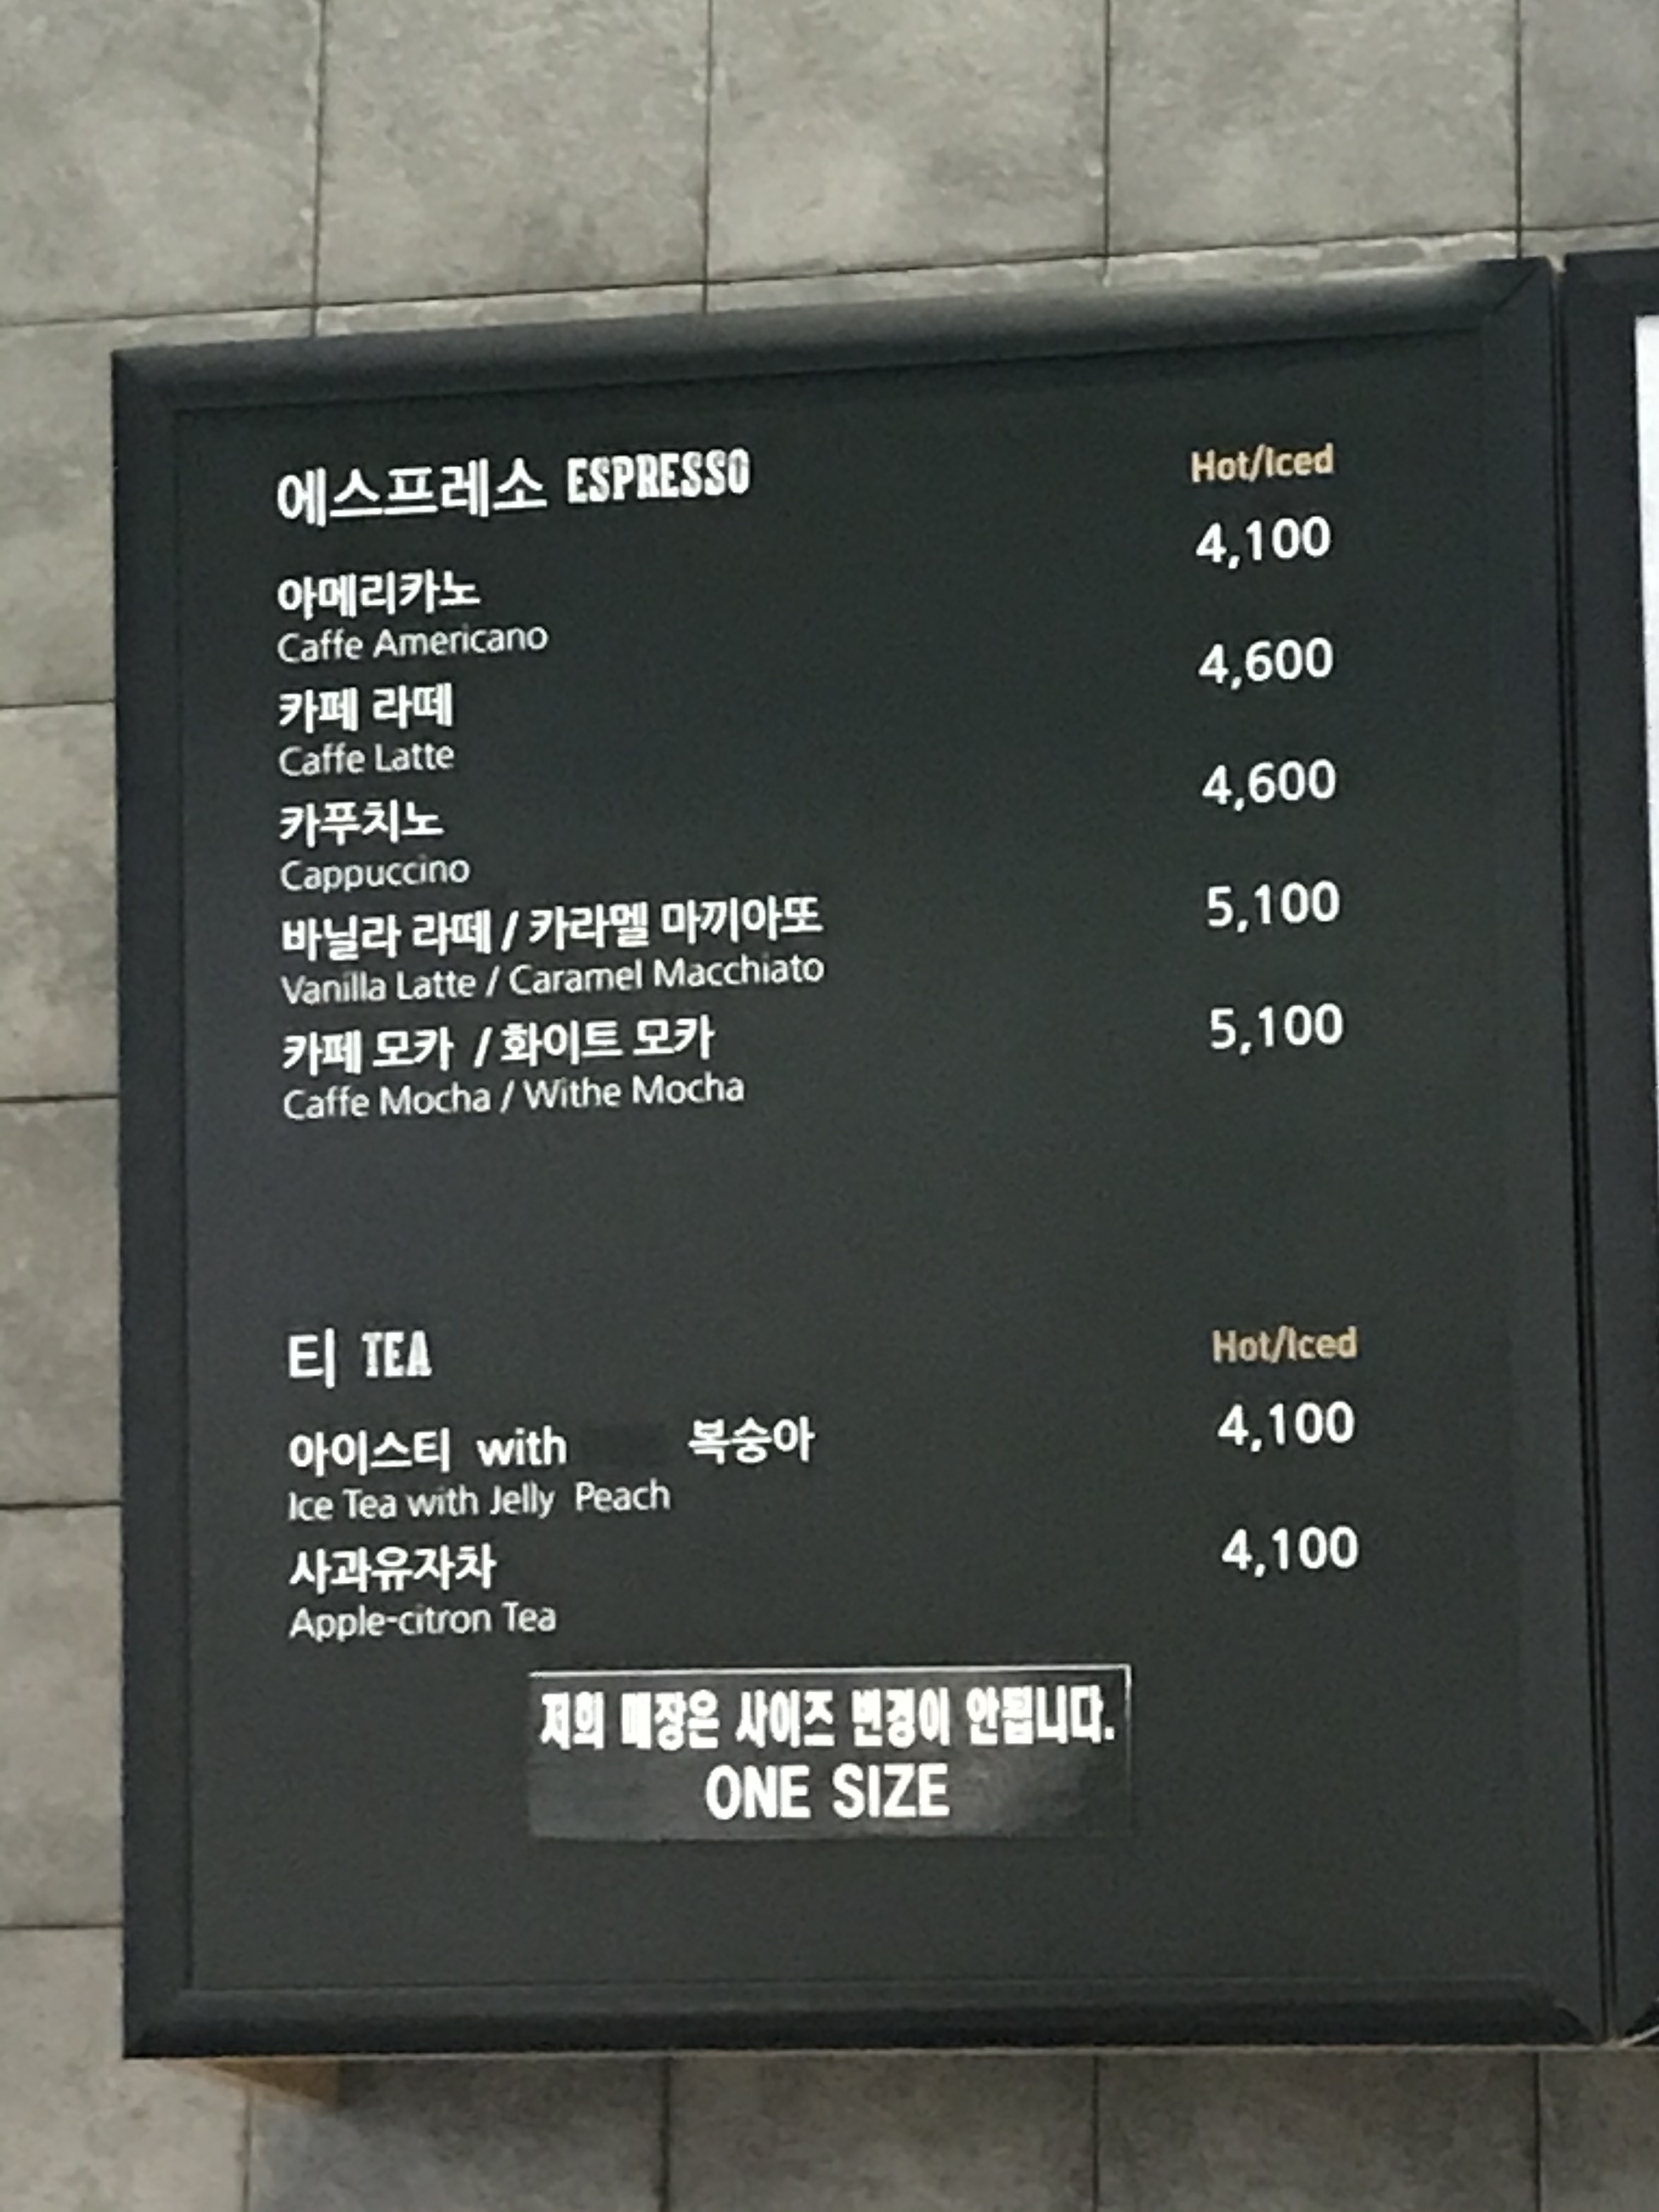 에스프레소 ESPRESSO
Hot/Iced
아메리카노
4,100
Caffe Americano
카페 라떼
4,600
Caffe Latte
카푸치노
4,600
Cappuccino
바닐라 라떼 / 카라멜 마끼아또
5,100
Vanilla Latte / Caramel Macchiato
카페 모카 / 화이트 모카
5,100
Caffe Mocha / Withe Mocha
티 TEA
Hot/Iced
아이스티 with 복숭아
4,100
Ice Tea with Jelly Peach
사과유자차
4,100
Apple-citron Tea
저희 매장은 사이즈 변경이 안됩니다.
ONE SIZE